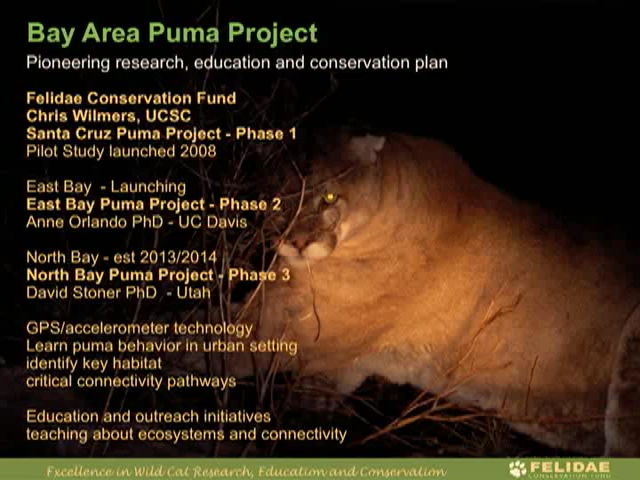 Bay Area Puma Project
Pioneering research, education and conservation plan
Felidae Conservation Fund
Chris Wilmers, UCSC
Santa Cruz Puma Project - Phase 1
Pilot Study launched 2008
East Bay - Launching
East Bay Puma Project - Phase 2
Anne Orlando PhD - UC Davis
North Bay - est 2013/2014
North Bay Puma Project - Phase 3
David Stoner PhD - Utah
GPS/accelerometer technology
Learn puma behavior in urban setting
identify key habitat
critical connectivity pathways
Education and outreach initiatives
teaching about ecosystems and connectivity
Excellence in Wild Cat Research, Education and Conservation
FELIDAE
CONSERVATION FUND